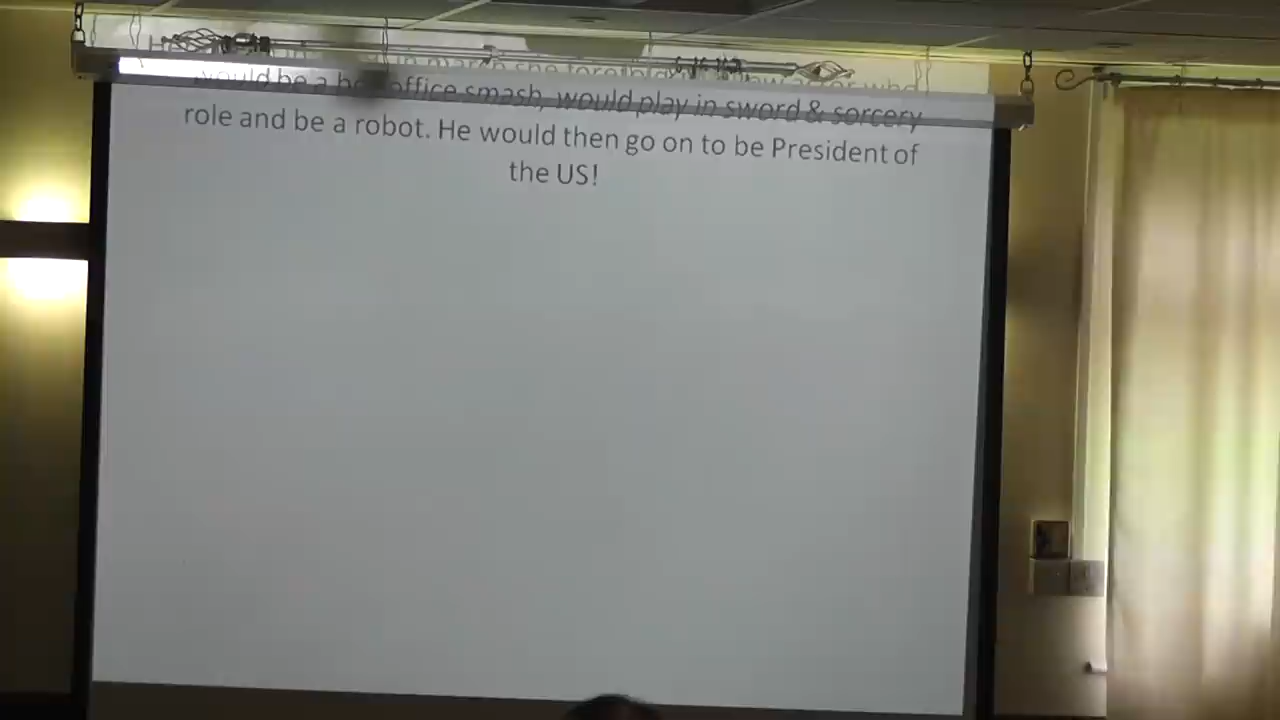 would be a box office smash, would play in sword & sorcery
role and be a robot. He would then go on to be President of
the US!